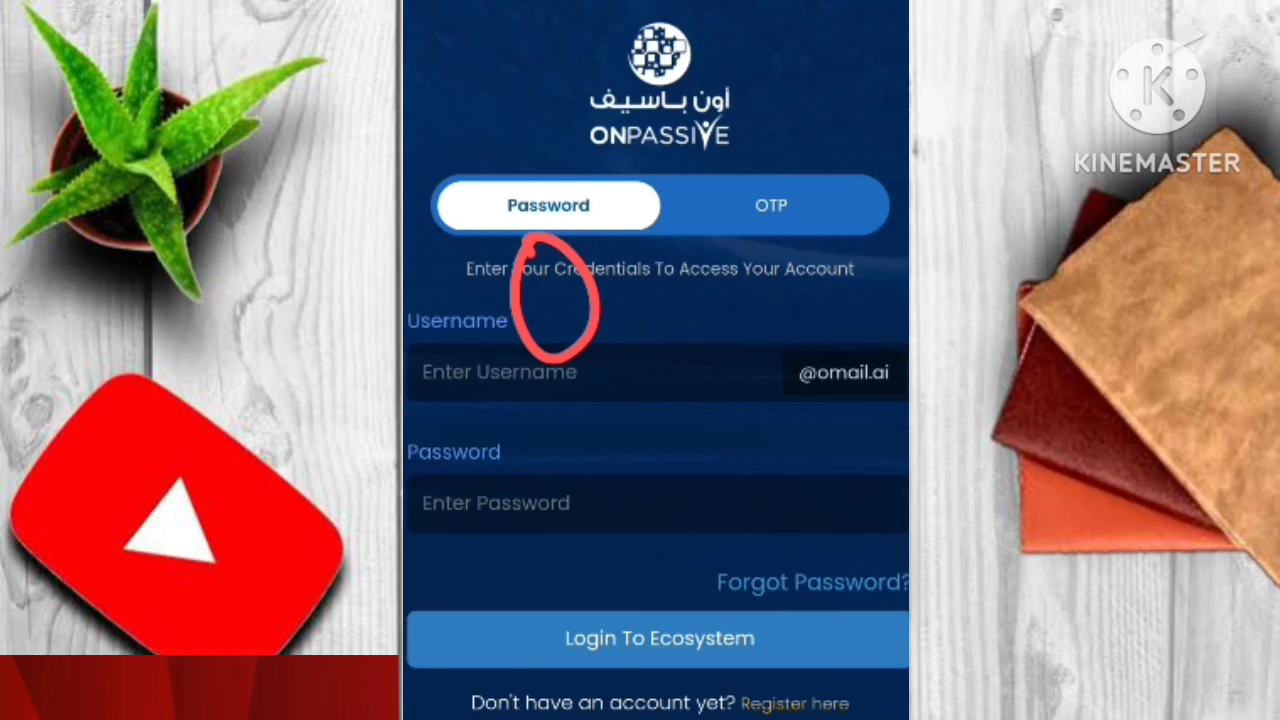 أون باسيف
ONPASSIVE
Password
OTP
Enter Your Credentials To Access Your Account
Username
Enter Username
@omail.ai
Password
Enter Password
Forgot Password?
Login To Ecosystem
Don't have an account yet? Register here
K
KINEMASTER